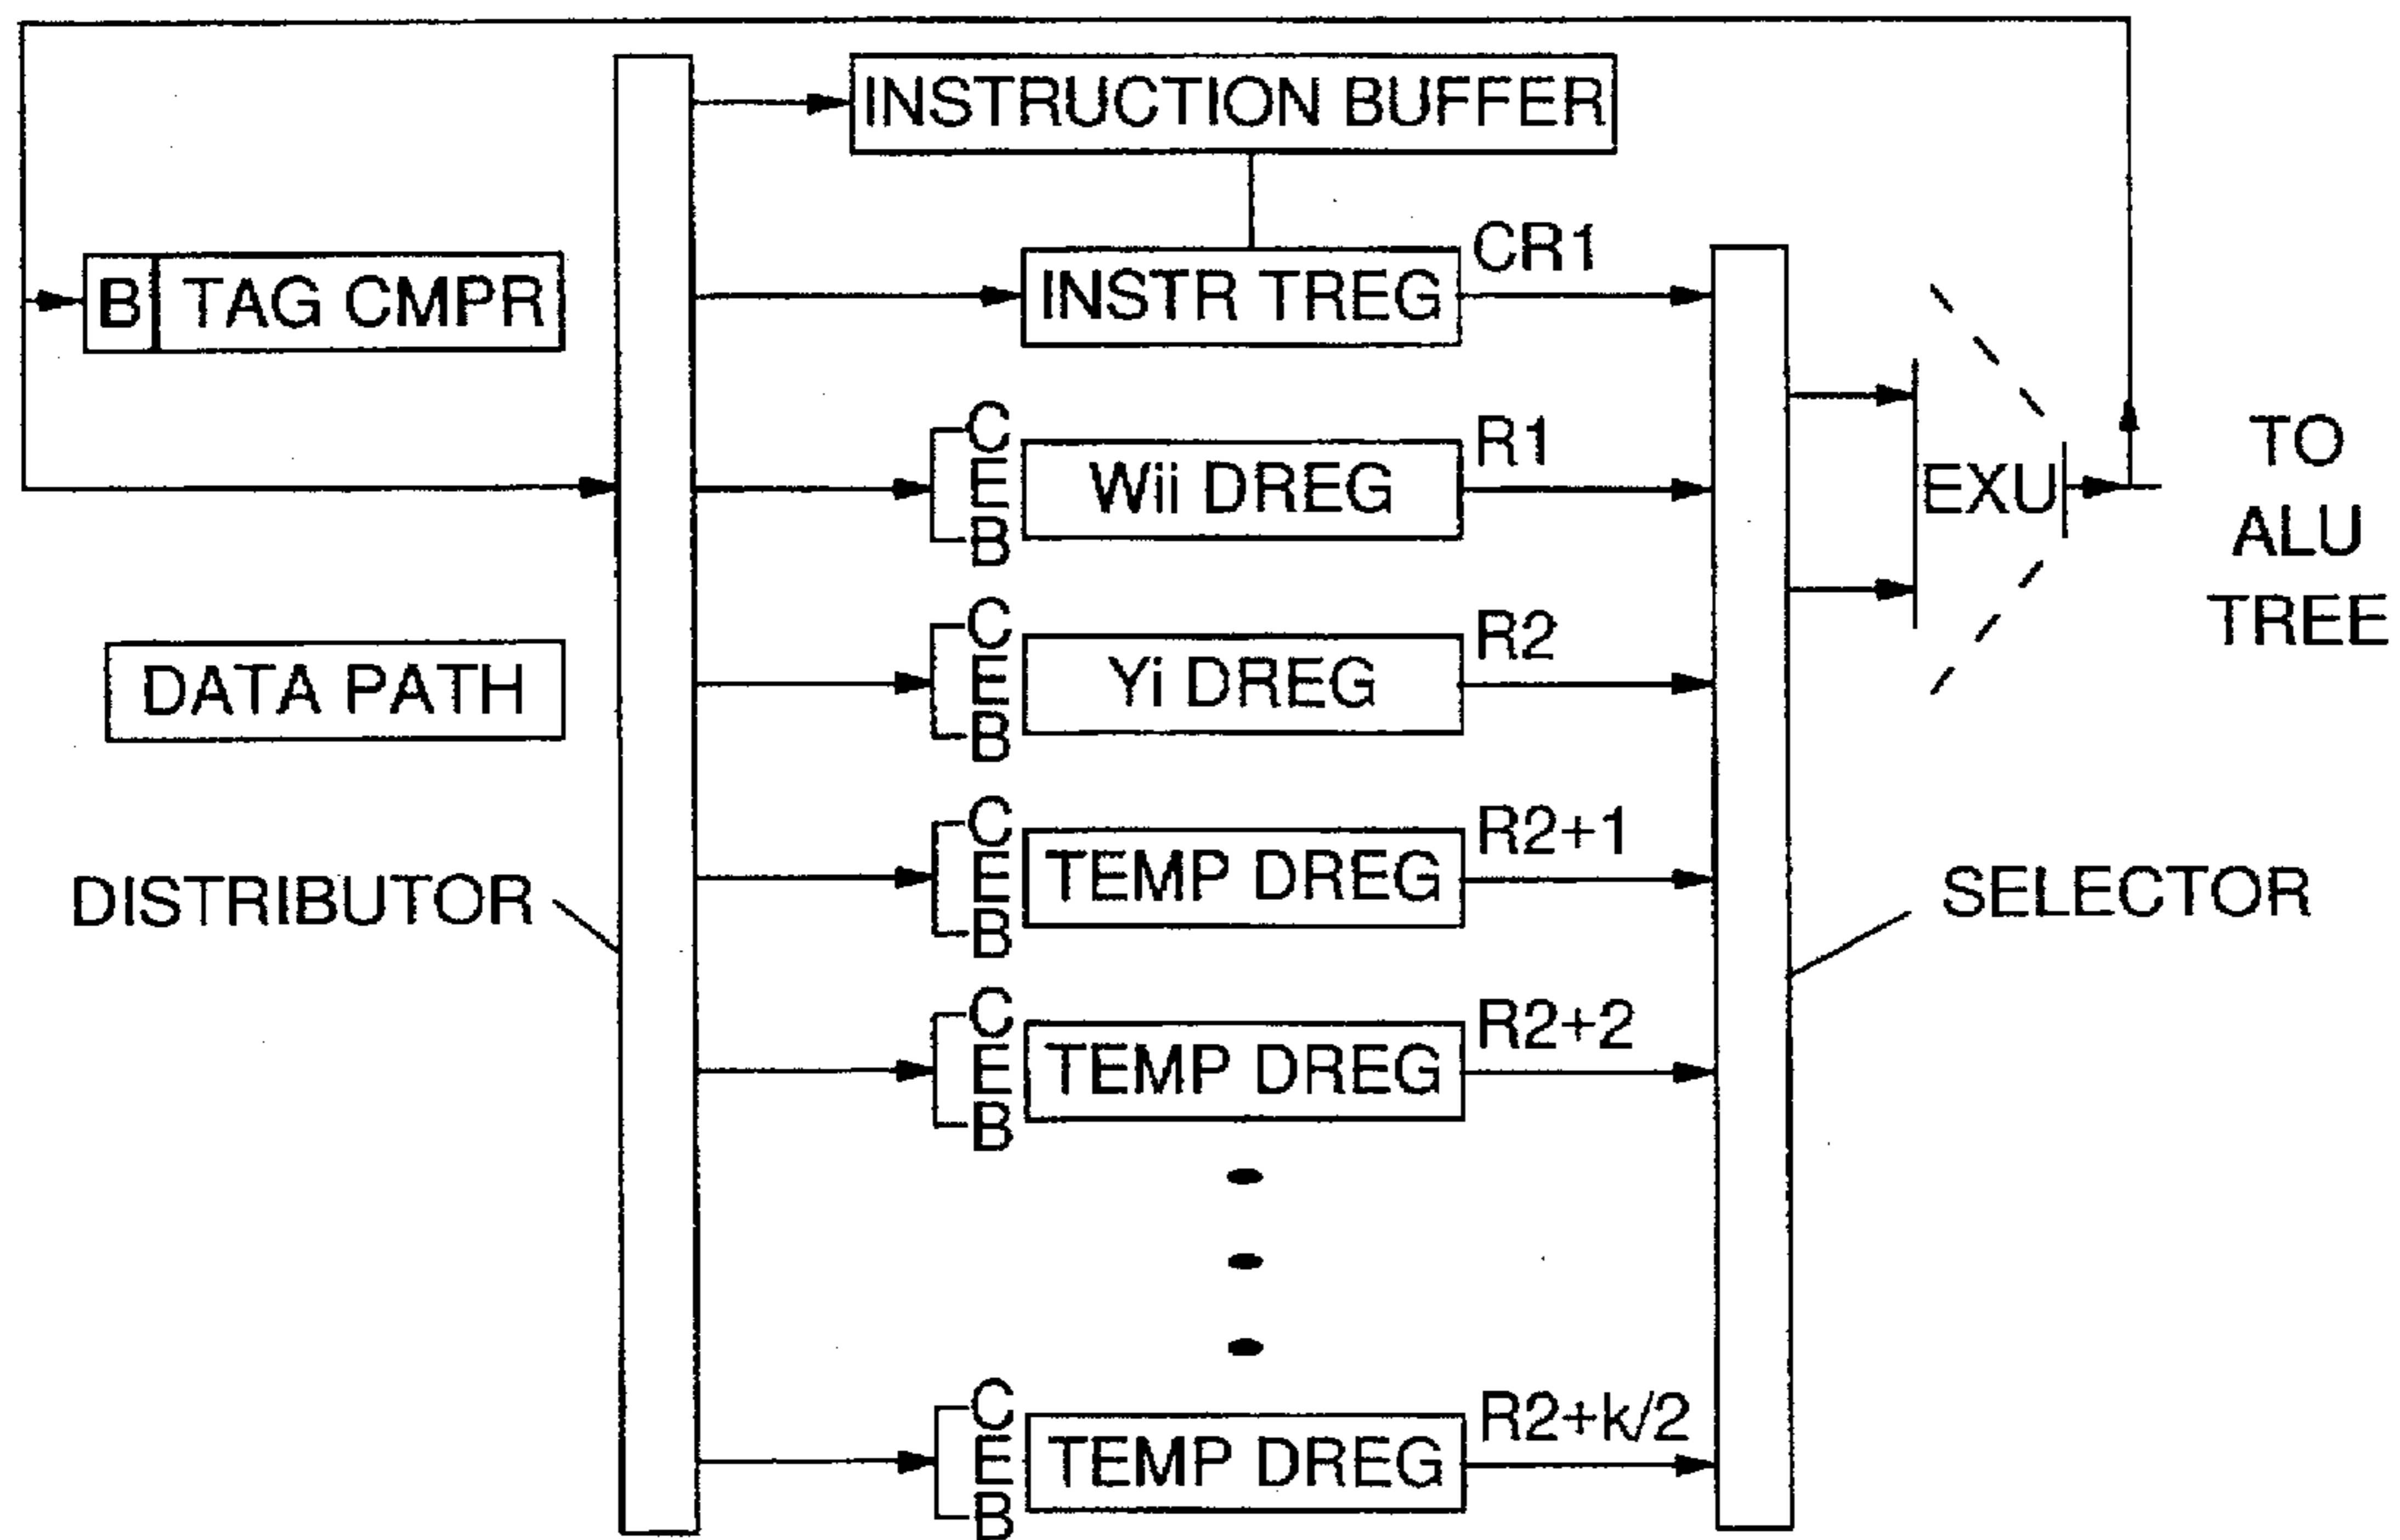 INSTRUCTION BUFFER
B TAG CMPR
INSTR TREG
CR1
C
E
B
Wii DREG
R1
EXU
TO
ALU
TREE
C
E
B
Yi DREG
R2
DATA PATH
C
E
B
TEMP DREG
R2+1
DISTRIBUTOR
SELECTOR
C
E
B
TEMP DREG
R2+2
C
E
B
TEMP DREG
R2+k/2